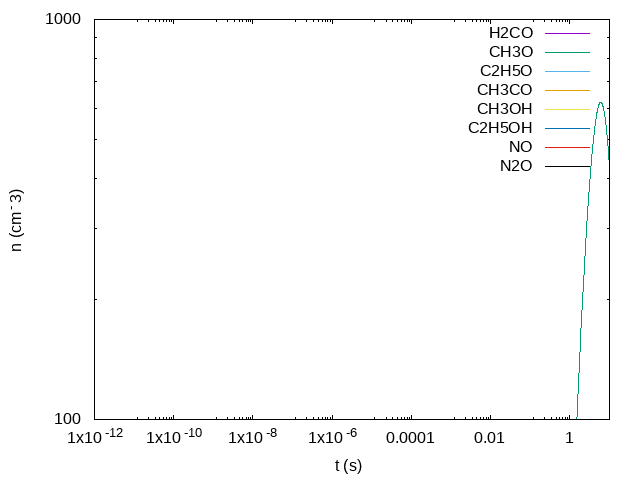 1000
100
n (cm-3)
H2CO
CH3O
C2H5O
CH3CO
CH3OH
C2H5OH
NO
N2O
1x10-12 1x10-10 1x10-8 1x10-6 0.0001 0.01 1
t (s)